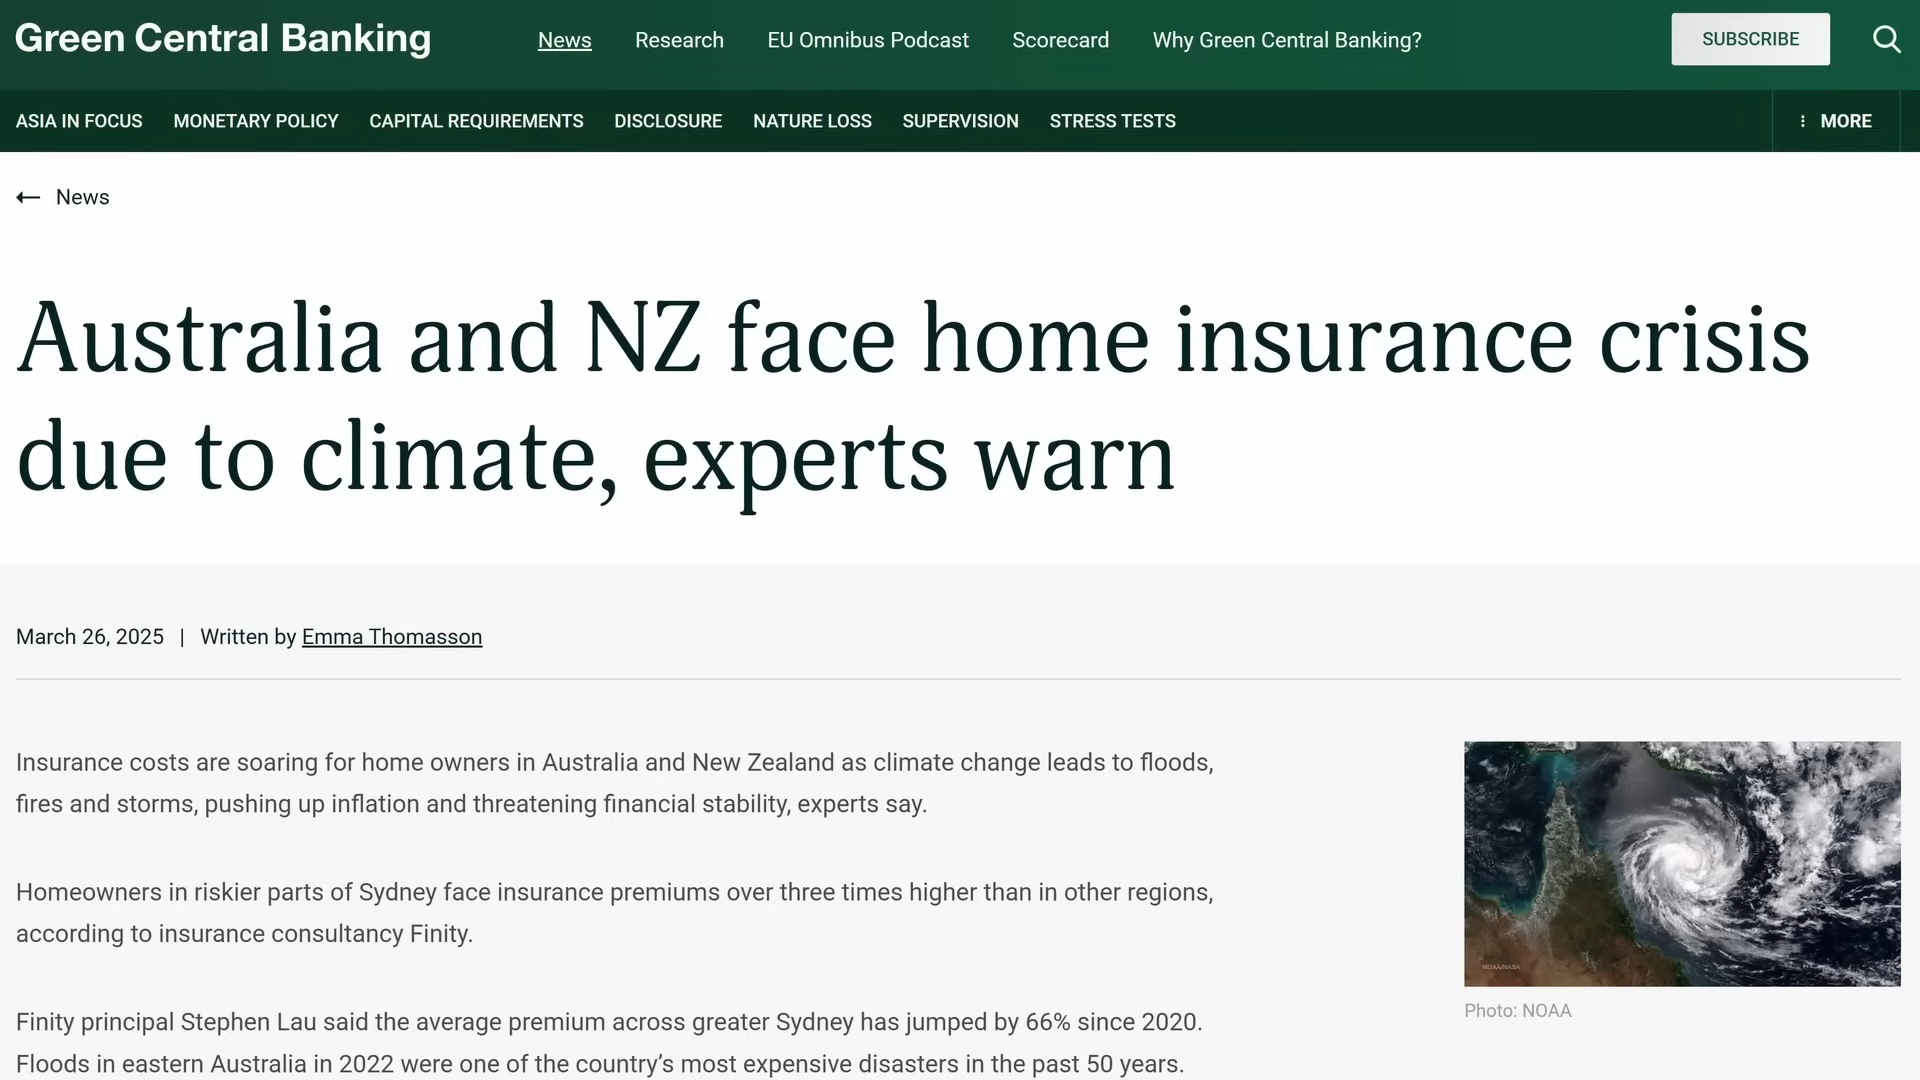 Green Central Banking
News
Research
EU Omnibus Podcast
Scorecard
Why Green Central Banking?
SUBSCRIBE
ASIA IN FOCUS
MONETARY POLICY
CAPITAL REQUIREMENTS
DISCLOSURE
NATURE LOSS
SUPERVISION
STRESS TESTS
MORE
News
Australia and NZ face home insurance crisis
due to climate, experts warn
March 26, 2025 | Written by Emma Thomasson
Insurance costs are soaring for home owners in Australia and New Zealand as climate change leads to floods,
fires and storms, pushing up inflation and threatening financial stability, experts say.
Homeowners in riskier parts of Sydney face insurance premiums over three times higher than in other regions,
according to insurance consultancy Finity.
Finity principal Stephen Lau said the average premium across greater Sydney has jumped by 66% since 2020.
Floods in eastern Australia in 2022 were one of the country’s most expensive disasters in the past 50 years.
NOAA/NASA
Photo: NOAA